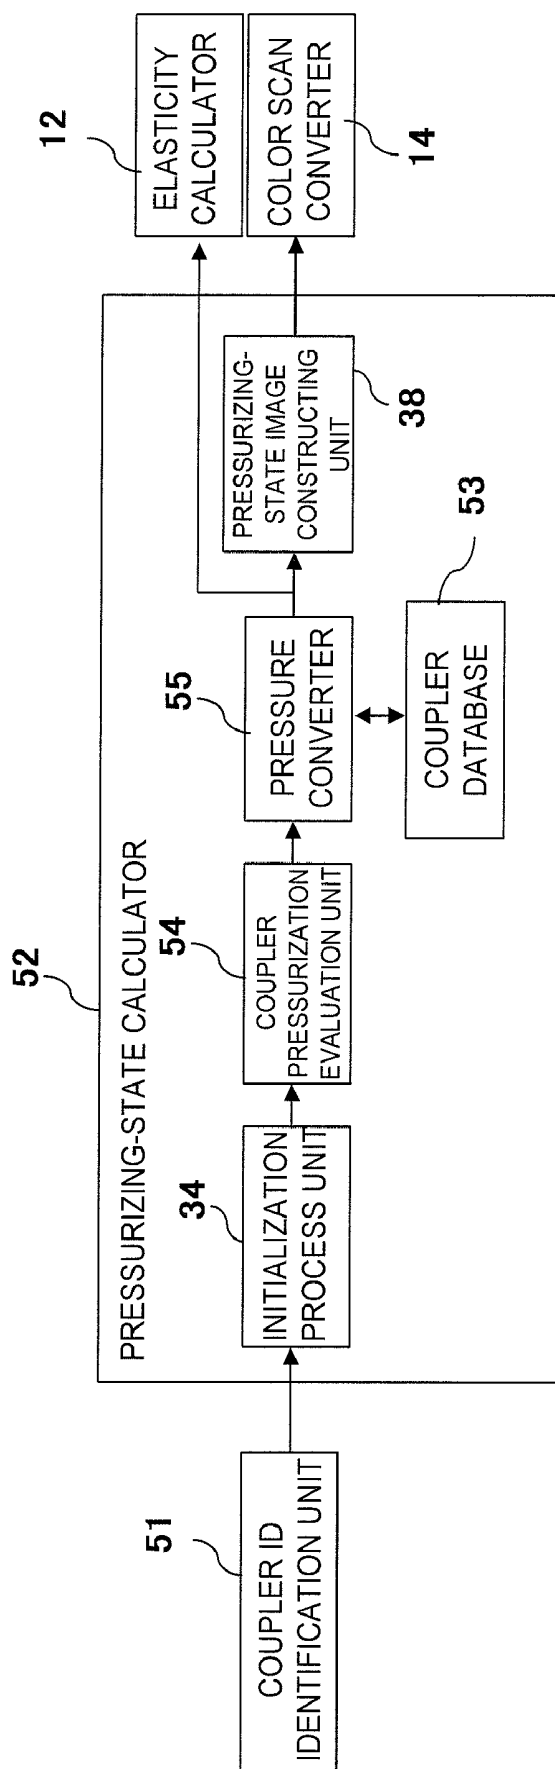 51
COUPLER ID
IDENTIFICATION UNIT
52
PRESSURIZING-STATE CALCULATOR
34
INITIALIZATION
PROCESS UNIT
54
COUPLER
PRESSURIZATION
EVALUATION UNIT
55
PRESSURE
CONVERTER
53
COUPLER
DATABASE
PRESSURIZING-
STATE IMAGE
CONSTRUCTING
UNIT
38
12
ELASTICITY
CALCULATOR
COLOR SCAN
CONVERTER
14